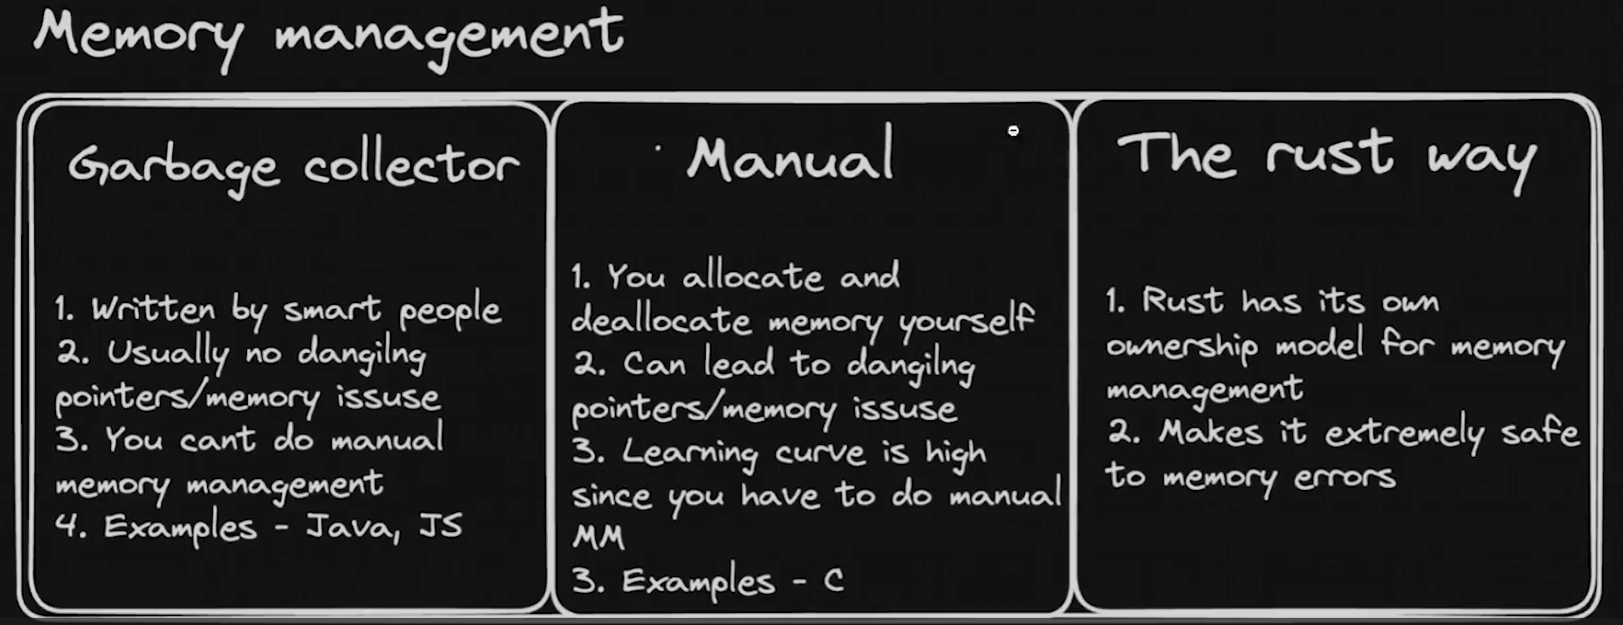 Memory management
Garbage collector
1. Written by smart people
2. Usually no dangilng
pointers/memory issuse
3. You cant do manual
memory management
4. Examples - Java, JS
Manual
1. You allocate and
deallocate memory yourself
2. Can lead to dangilng
pointers/memory issuse
3. Learning curve is high
since you have to do manual
MM
3. Examples - C
The rust way
1. Rust has its own
ownership model for memory
management
2. Makes it extremely safe
to memory errors